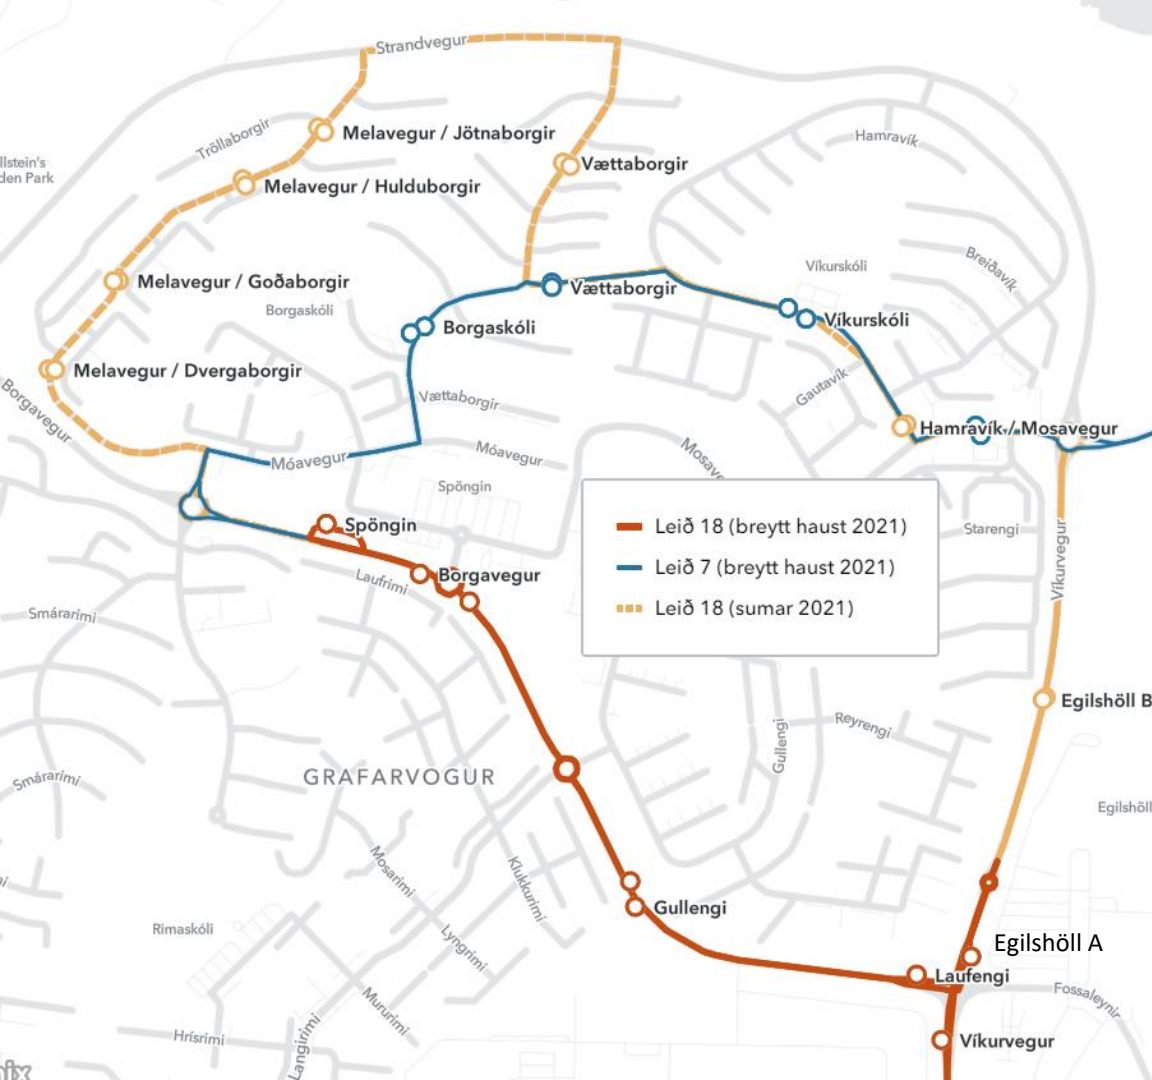 Strandvegur
Tröllaborgir
Melavegur / Jötnaborgir
Hamravík
llstein's
den Park
Vættaborgir
Melavegur / Hulduborgir
Víkurskóli
Breiðavík
Melavegur / Goðaborgir
Vættaborgir
Borgaskóli
Borgaskóli
Víkurskóli
Melavegur / Dvergaborgir
Gautavík
Borgavegur
Vættaborgir
Hamravík / Mosavegur
Móavegur
Móavegur
Mosave
Spöngin
Spöngin
Leið 18 (breytt haust 2021)
Starengi
Víkurvegur
Leið 7 (breytt haust 2021)
Borgavegur
Laufrimi
Leið 18 (sumar 2021)
Smárarimi
Egilshöll B
Reyrengi
Gullengi
GRAFARVOGUR
Smárarimi
Egilshöll
Mosarimi
Klukkurimi
Gullengi
Rimaskóli
Lyngrimi
Egilshöll A
Laufengi
Fossaleynir
Mururimi
Hrísrimi
Langirimi
Víkurvegur